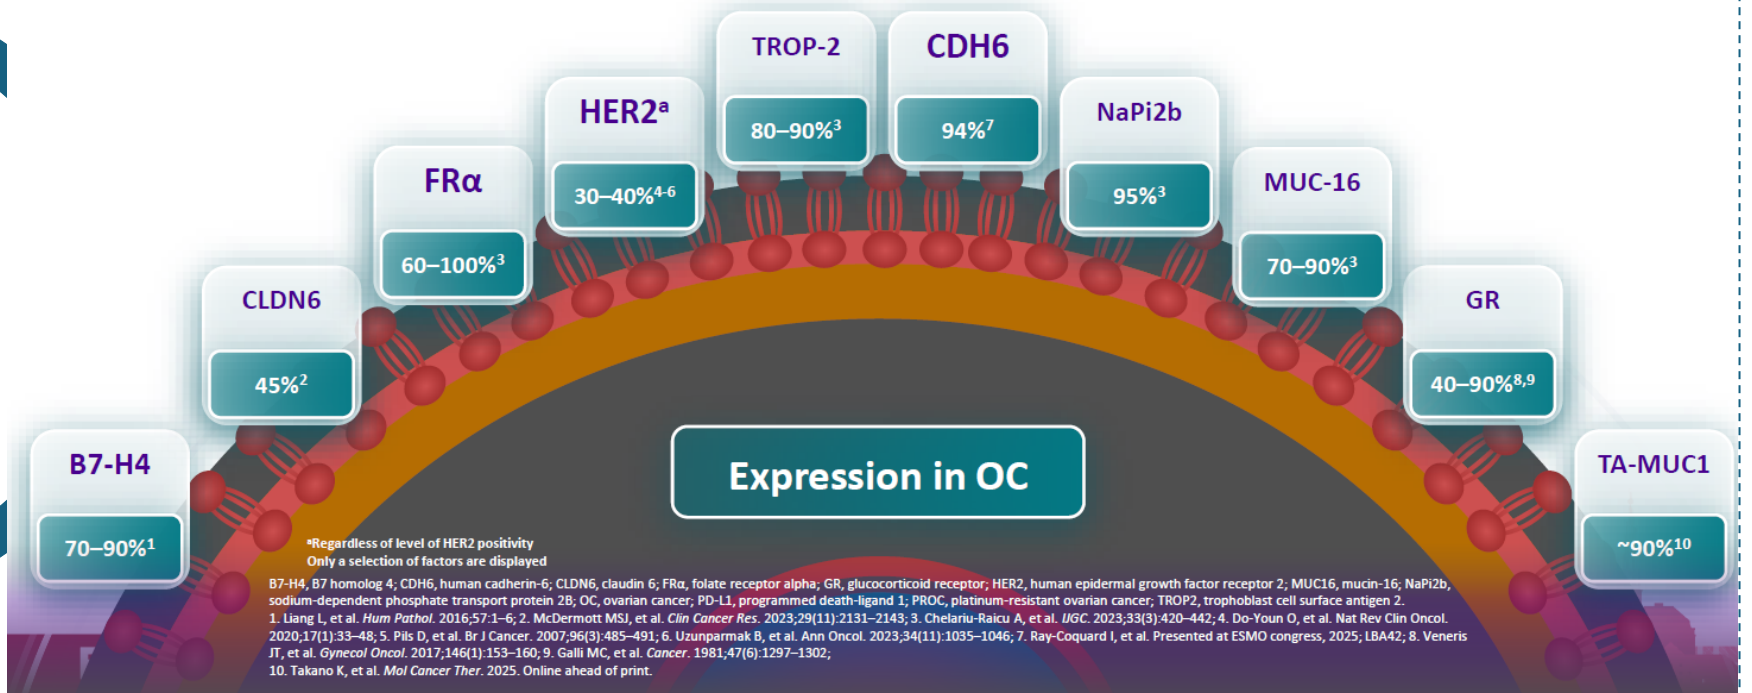 B7-H4
70–90%¹
CLDN6
45%²
FRα
60–100%³
HER2ᵃ
30–40%⁴⁻⁶
TROP-2
80–90%³
CDH6
94%⁷
NaPi2b
95%³
MUC-16
70–90%³
GR
40–90%⁸,⁹
TA-MUC1
~90%¹⁰
Expression in OC
ᵃRegardless of level of HER2 positivity
Only a selection of factors are displayed
B7-H4, B7 homolog 4; CDH6, human cadherin-6; CLDN6, claudin 6; FRα, folate receptor alpha; GR, glucocorticoid receptor; HER2, human epidermal growth factor receptor 2; MUC16, mucin-16; NaPi2b,
sodium-dependent phosphate transport protein 2B; OC, ovarian cancer; PD-L1, programmed death-ligand 1; PROC, platinum-resistant ovarian cancer; TROP2, trophoblast cell surface antigen 2.
1. Liang L, et al. Hum Pathol. 2016;57:1–6; 2. McDermott MSJ, et al. Clin Cancer Res. 2023;29(11):2131–2143; 3. Chelariu-Raicu A, et al. IJGC. 2023;33(3):420–442; 4. Do-Youn O, et al. Nat Rev Clin Oncol.
2020;17(1):33–48; 5. Pils D, et al. Br J Cancer. 2007;96(3):485–491; 6. Uzunparmak B, et al. Ann Oncol. 2023;34(11):1035–1046; 7. Ray-Coquard I, et al. Presented at ESMO congress, 2025; LBA42; 8. Veneris
JT, et al. Gynecol Oncol. 2017;146(1):153–160; 9. Galli MC, et al. Cancer. 1981;47(6):1297–1302;
10. Takano K, et al. Mol Cancer Ther. 2025. Online ahead of print.